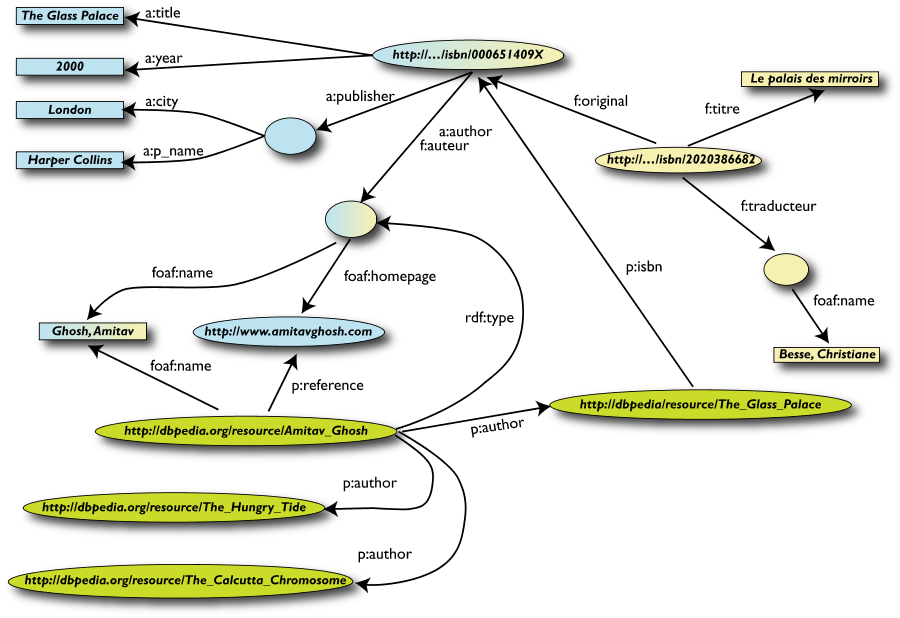 The Glass Palace
a:title
2000
a:year
http://…/isbn/000651409X
Le palais des mirroirs
London
a:city
a:publisher
f:original
f:titre
Harper Collins
a:p_name
a:author
f:auteur
http://…/isbn/2020386682
f:traducteur
foaf:name
foaf:homepage
p:isbn
foaf:name
rdf:type
Ghosh, Amitav
http://www.amitavghosh.com
Besse, Christiane
foaf:name
p:reference
http://dbpedia/resource/The_Glass_Palace
http://dbpedia.org/resource/Amitav_Ghosh
p:author
p:author
http://dbpedia.org/resource/The_Hungry_Tide
p:author
http://dbpedia.org/resource/The_Calcutta_Chromosome